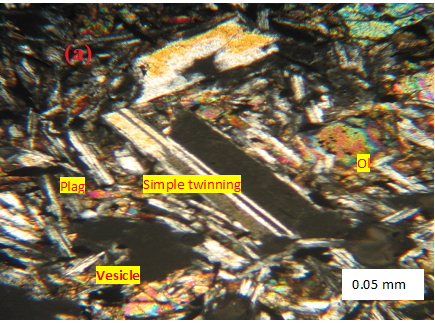 (a)
Ol
Plag
Simple twinning
Vesicle
0.05 mm